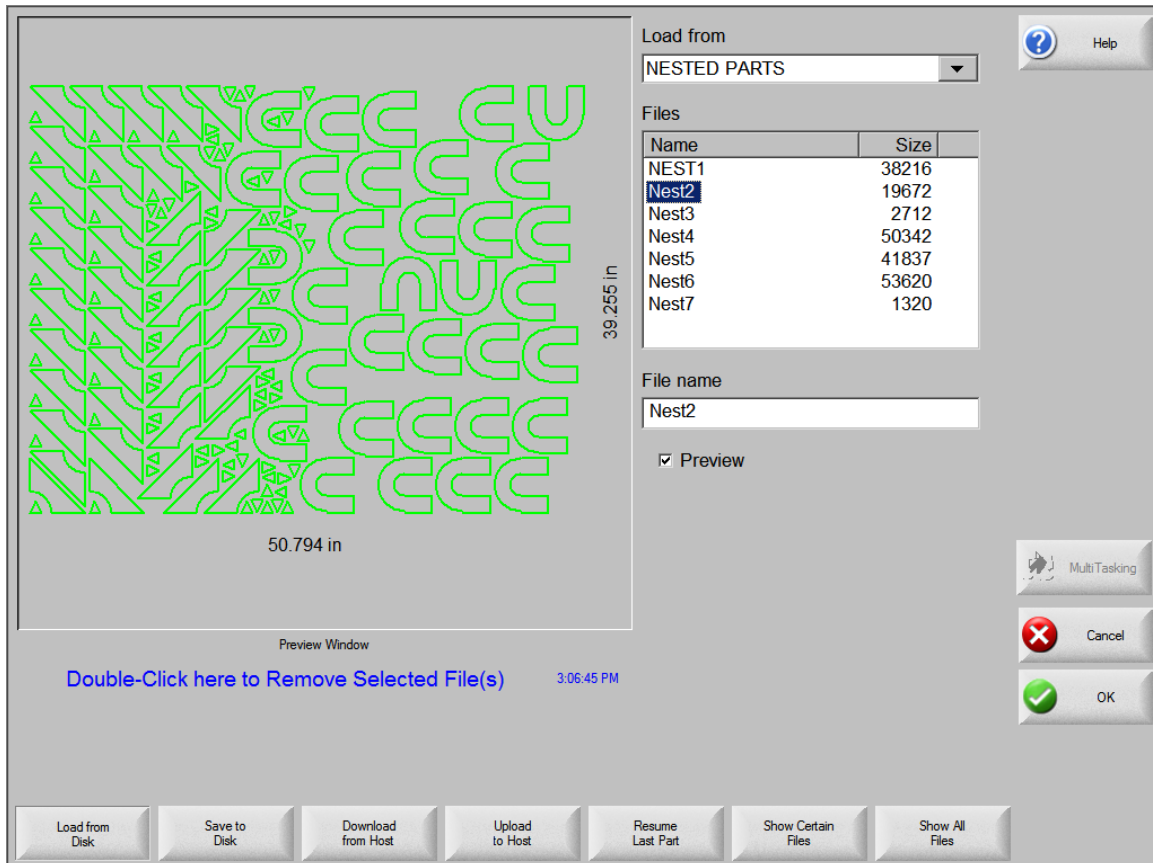 Load from
NESTED PARTS
Help
Files
Name Size
NEST1 38216
Nest2 19672
Nest3 2712
Nest4 50342
Nest5 41837
Nest6 53620
Nest7 1320
39.255 in
File name
Nest2
Preview
50.794 in
MultiTasking
Preview Window
Cancel
Double-Click here to Remove Selected File(s) 3:06:45 PM
OK
Load from
Disk
Save to
Disk
Download
from Host
Upload
to Host
Resume
Last Part
Show Certain
Files
Show All
Files